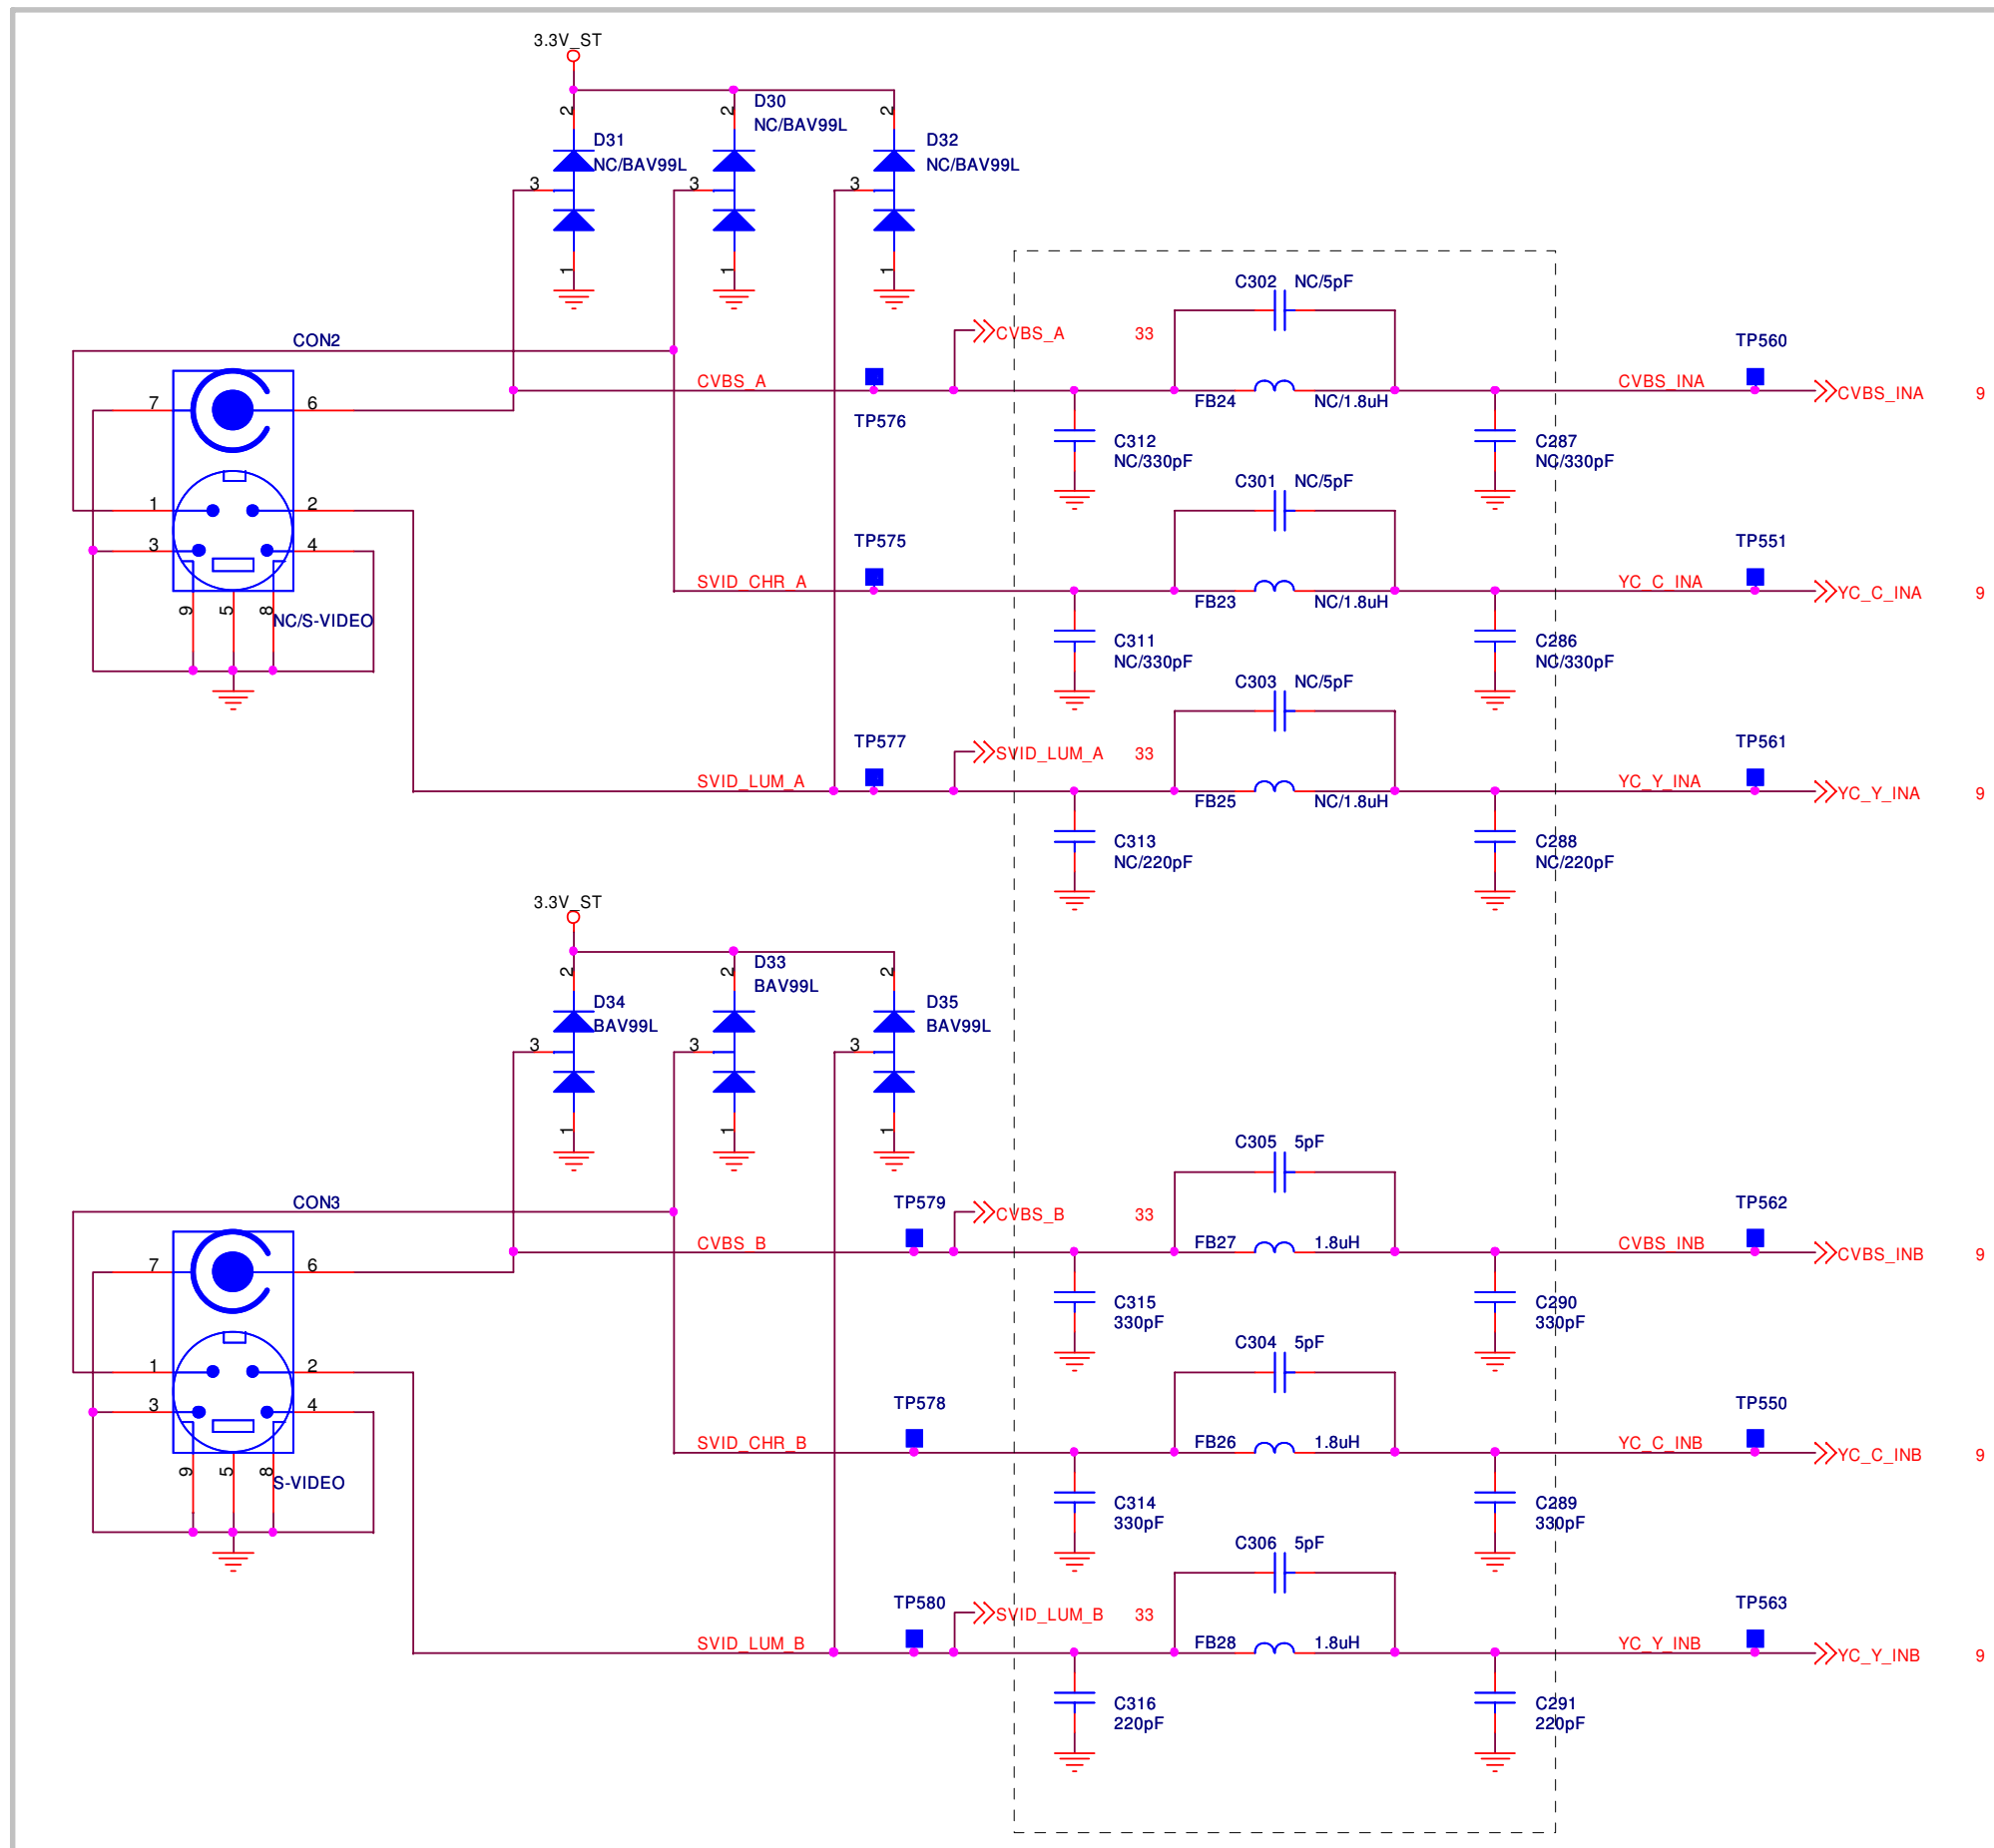 3.3V_ST
2 2 D30 2
NC/BAV99L
D31 D32
NC/BAV99L NC/BAV99L
3 3 3
1 1 1
C302 NC/5pF
CVBS_A 33
CON2 TP560
CVBS_A CVBS_INA
FB24 NC/1.8uH CVBS_INA 9
7 6
TP576
C312 C287
NC/330pF NC/330pF
C301 NC/5pF
1 2
TP575 TP551
3 4
SVID_CHR_A YC_C_INA
FB23 NC/1.8uH YC_C_INA 9
9 5 8
NC/S-VIDEO
C311 C286
NC/330pF NC/330pF
C303 NC/5pF
TP577 TP561
SVID_LUM_A 33
SVID_LUM_A YC_Y_INA
FB25 NC/1.8uH YC_Y_INA 9
C313 C288
NC/220pF NC/220pF
3.3V_ST
2 2 D33 2
BAV99L
D34 D35
BAV99L BAV99L
3 3 3
1 1 1
C305 5pF
CON3 TP579 TP562
CVBS_B 33
CVBS_B CVBS_INB
FB27 1.8uH CVBS_INB 9
7 6
C315 C290
330pF 330pF
C304 5pF
1 2
3 4
TP578 TP550
SVID_CHR_B YC_C_INB
FB26 1.8uH YC_C_INB 9
9 5 8
S-VIDEO
C314 C289
330pF 330pF
C306 5pF
TP580 TP563
SVID_LUM_B 33
SVID_LUM_B YC_Y_INB
FB28 1.8uH YC_Y_INB 9
C316 C291
220pF 220pF